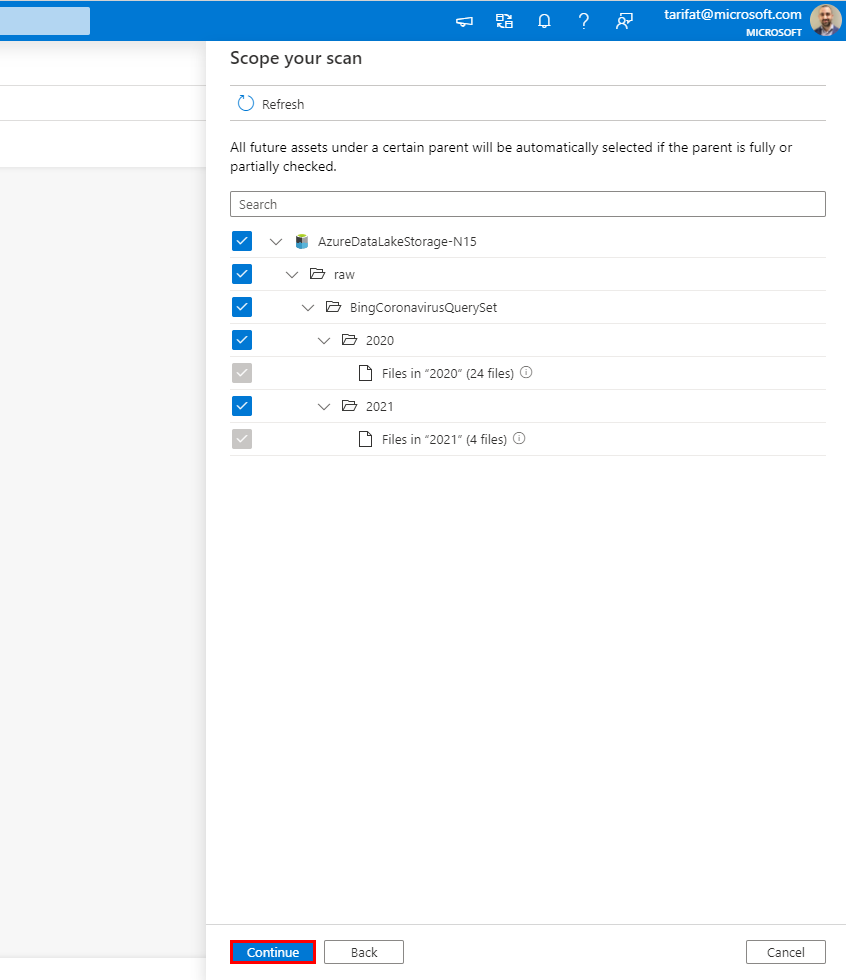 tarifat@microsoft.com
MICROSOFT
Scope your scan
Refresh
All future assets under a certain parent will be automatically selected if the parent is fully or
partially checked.
Search
AzureDataLakeStorage-N15
raw
BingCoronavirusQuerySet
2020
Files in “2020” (24 files)
2021
Files in “2021” (4 files)
Continue
Back
Cancel